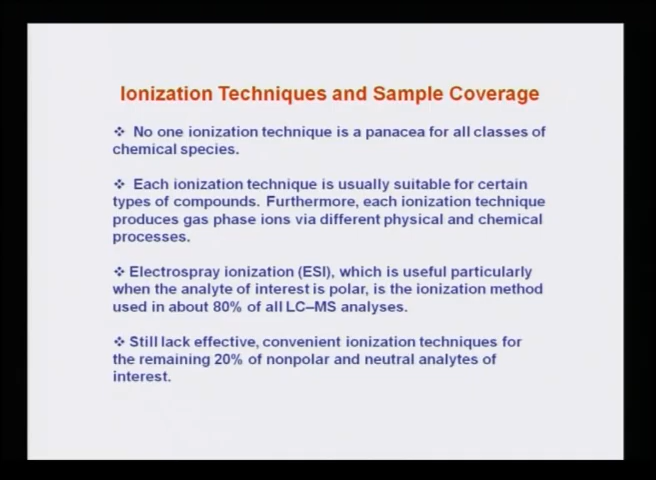 Ionization Techniques and Sample Coverage
❖ No one ionization technique is a panacea for all classes of
chemical species.
❖ Each ionization technique is usually suitable for certain
types of compounds. Furthermore, each ionization technique
produces gas phase ions via different physical and chemical
processes.
❖ Electrospray ionization (ESI), which is useful particularly
when the analyte of interest is polar, is the ionization method
used in about 80% of all LC–MS analyses.
❖ Still lack effective, convenient ionization techniques for
the remaining 20% of nonpolar and neutral analytes of
interest.